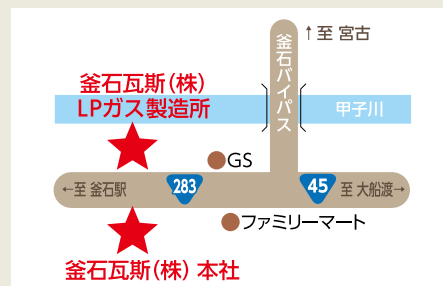 ↑至 宮古
釜石バイパス
釜石瓦斯(株)
LPガス製造所
甲子川
GS
←至 釜石駅
283
45
至 大船渡→
ファミリーマート
釜石瓦斯(株) 本社